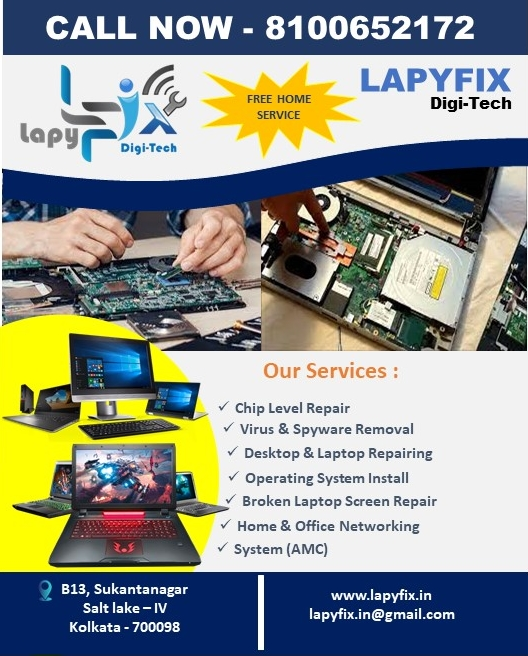 CALL NOW - 8100652172
Lapy Fix
Digi-Tech
FREE HOME
SERVICE
LAPYFIX
Digi-Tech
Our Services :
✓ Chip Level Repair
✓ Virus & Spyware Removal
✓ Desktop & Laptop Repairing
✓ Operating System Install
✓ Broken Laptop Screen Repair
✓ Home & Office Networking
✓ System (AMC)
B13, Sukantanagar
Salt lake – IV
Kolkata - 700098
www.lapyfix.in
lapyfix.in@gmail.com